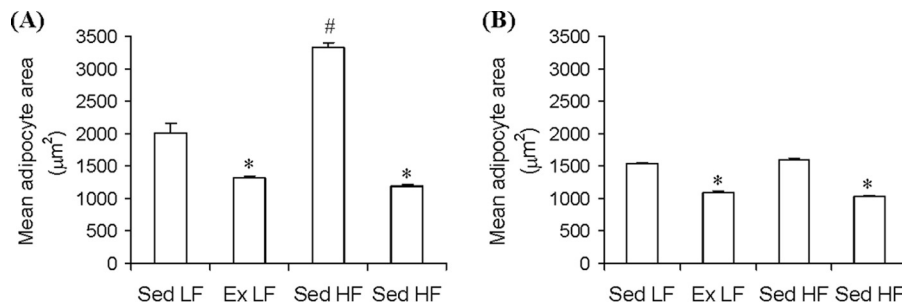 (A)
Mean adipocyte area
(µm²)
3500
3000
2500
2000
1500
1000
500
0
*
#
*
Sed LF Ex LF Sed HF Sed HF
(B)
Mean adipocyte area
(µm²)
3500
3000
2500
2000
1500
1000
500
0
*
*
Sed LF Ex LF Sed HF Sed HF